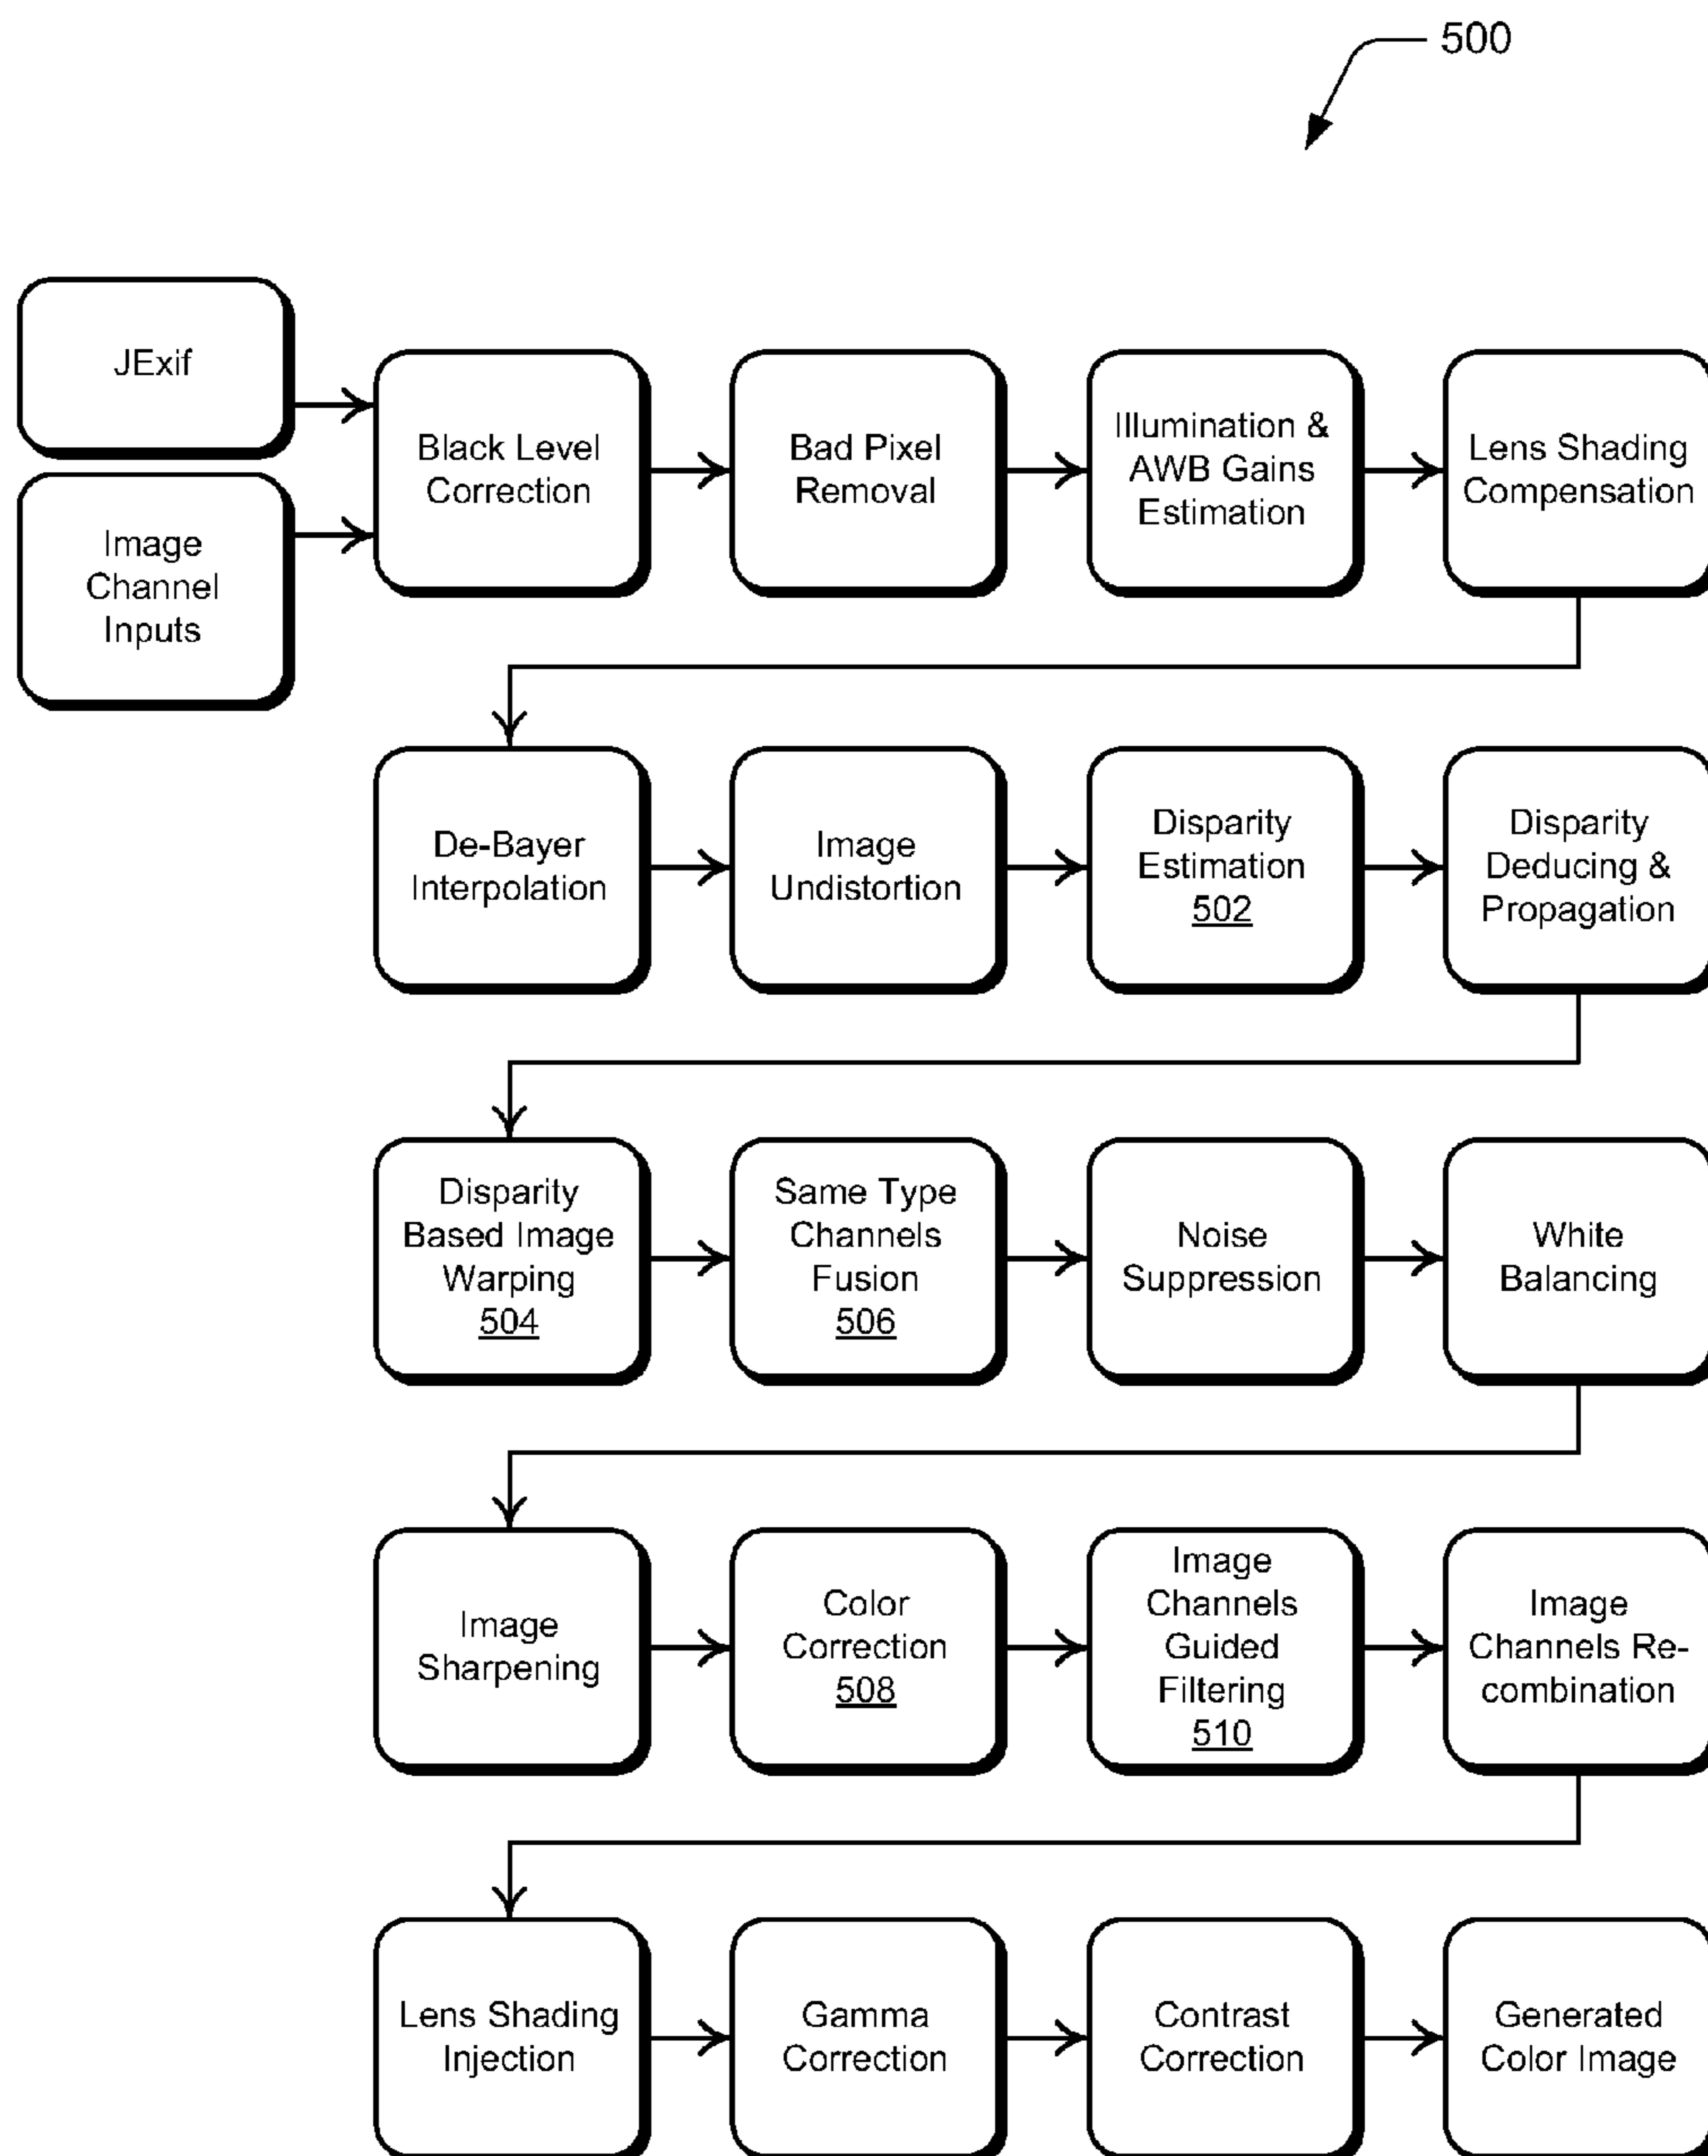 500
JExif
Image
Channel
Inputs
Black Level
Correction
Bad Pixel
Removal
Illumination &
AWB Gains
Estimation
Lens Shading
Compensation
De-Bayer
Interpolation
Image
Undistortion
Disparity
Estimation
502
Disparity
Deducing &
Propagation
Disparity
Based Image
Warping
504
Same Type
Channels
Fusion
506
Noise
Suppression
White
Balancing
Image
Sharpening
Color
Correction
508
Image
Channels
Guided
Filtering
510
Image
Channels Re-
combination
Lens Shading
Injection
Gamma
Correction
Contrast
Correction
Generated
Color Image